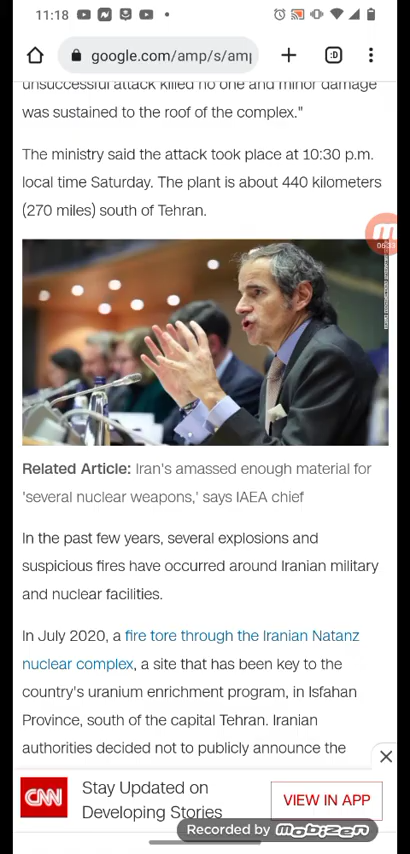 11:18
google.com/amp/s/amp
:D
unsuccessful attack killed no one and minor damage
was sustained to the roof of the complex."
The ministry said the attack took place at 10:30 p.m.
local time Saturday. The plant is about 440 kilometers
(270 miles) south of Tehran.
Related Article: Iran's amassed enough material for
'several nuclear weapons,' says IAEA chief
In the past few years, several explosions and
suspicious fires have occurred around Iranian military
and nuclear facilities.
In July 2020, a fire tore through the Iranian Natanz
nuclear complex, a site that has been key to the
country's uranium enrichment program, in Isfahan
Province, south of the capital Tehran. Iranian
authorities decided not to publicly announce the
CNN
Stay Updated on
Developing Stories
VIEW IN APP
Recorded by mobizen